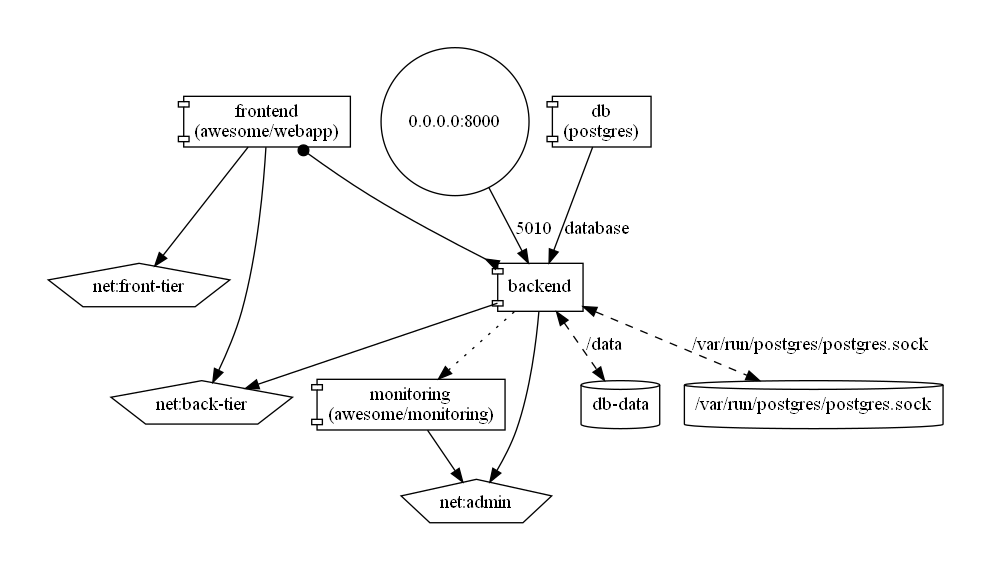 frontend
(awesome/webapp)
0.0.0.0:8000
db
(postgres)
5010
database
net:front-tier
backend
/data
/var/run/postgres/postgres.sock
net:back-tier
monitoring
(awesome/monitoring)
db-data
/var/run/postgres/postgres.sock
net:admin